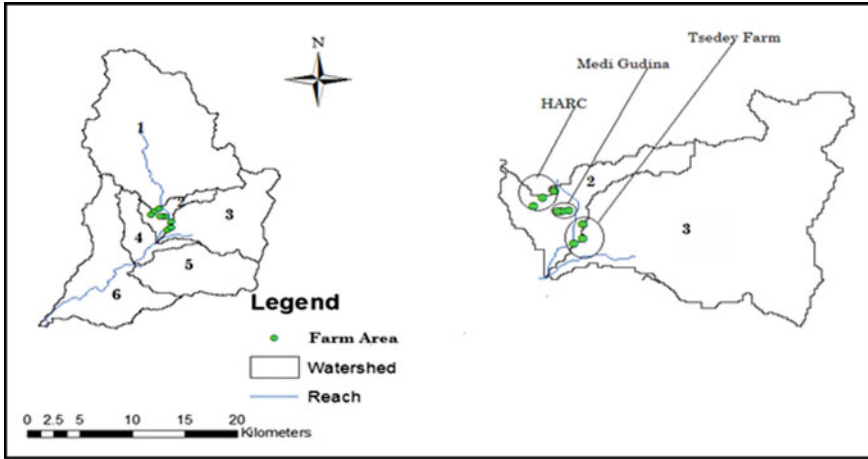 N
Tsedey Farm
Medi Gudina
HARC
1
2
3
4
5
6
2
3
Legend
Farm Area
Watershed
Reach
0 2.5 5 10 15 20
Kilometers